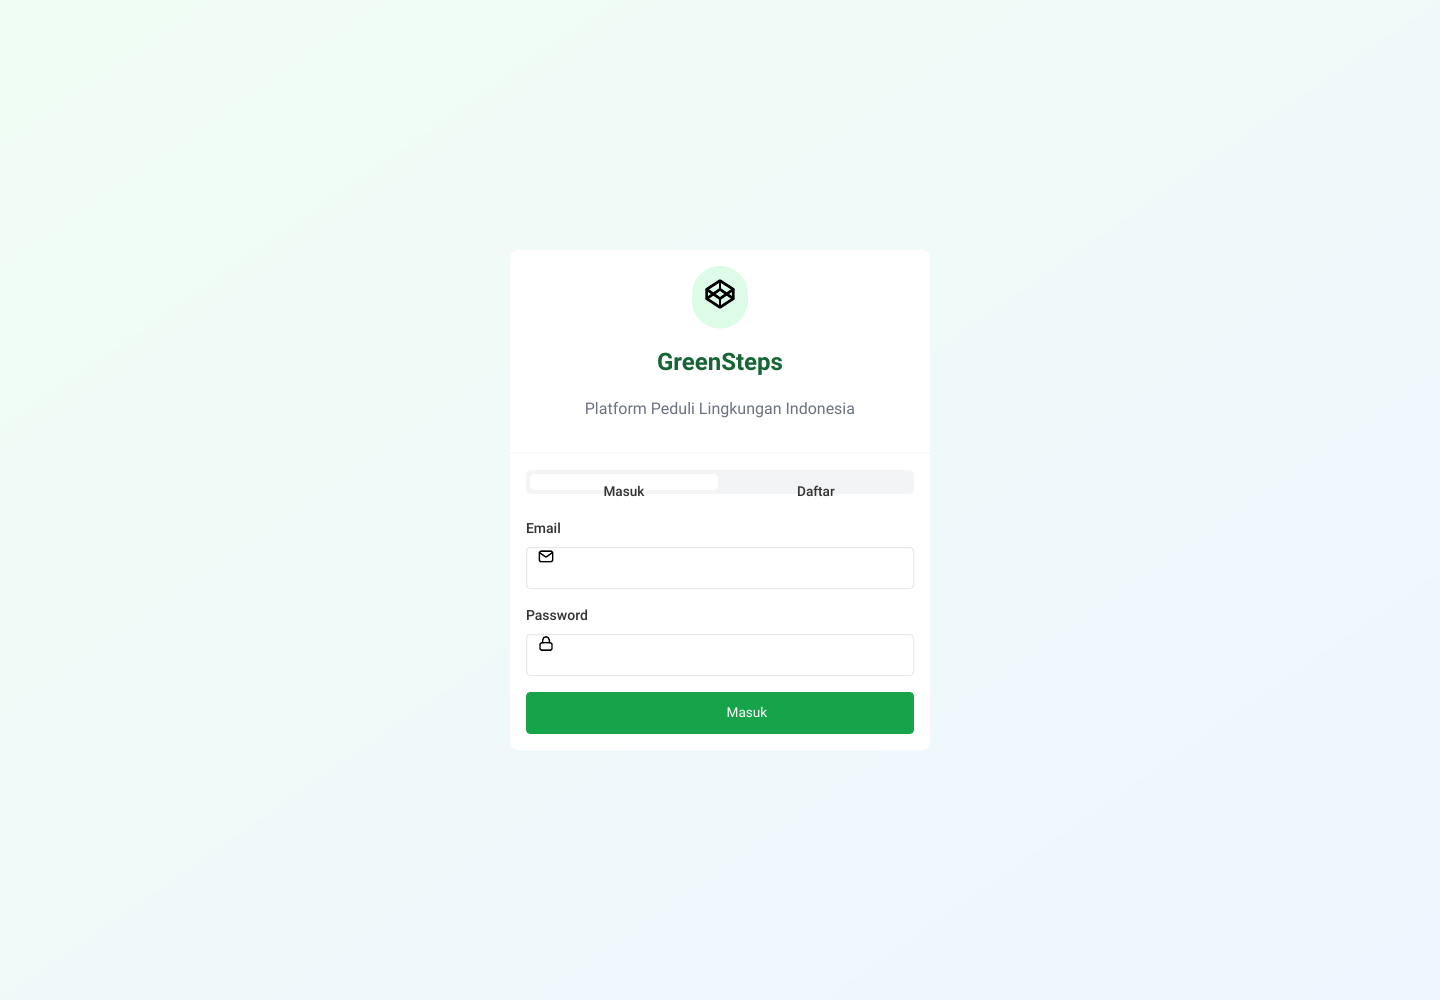 GreenSteps
Platform Peduli Lingkungan Indonesia
Masuk Daftar
Email
Password
Masuk